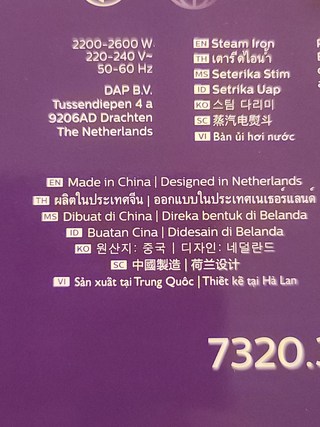 2200-2600 W
220-240 V~
50-60 Hz
DAP B.V.
Tussendiepen 4 a
9206AD Drachten
The Netherlands
EN Steam Iron
TH เตารีดไอน้ำ
MS Seterika Stim
ID Setrika Uap
KO 스팀 다리미
SC 蒸汽电熨斗
VI Bàn ủi hơi nước
EN Made in China | Designed in Netherlands
TH ผลิตในประเทศจีน | ออกแบบในประเทศเนเธอร์แลนด์
MS Dibuat di China | Direka bentuk di Belanda
ID Buatan Cina | Didesain di Belanda
KO 원산지: 중국 | 디자인: 네덜란드
SC 中國製造 | 荷兰设计
VI Sản xuất tại Trung Quốc | Thiết kế tại Hà Lan
7320.